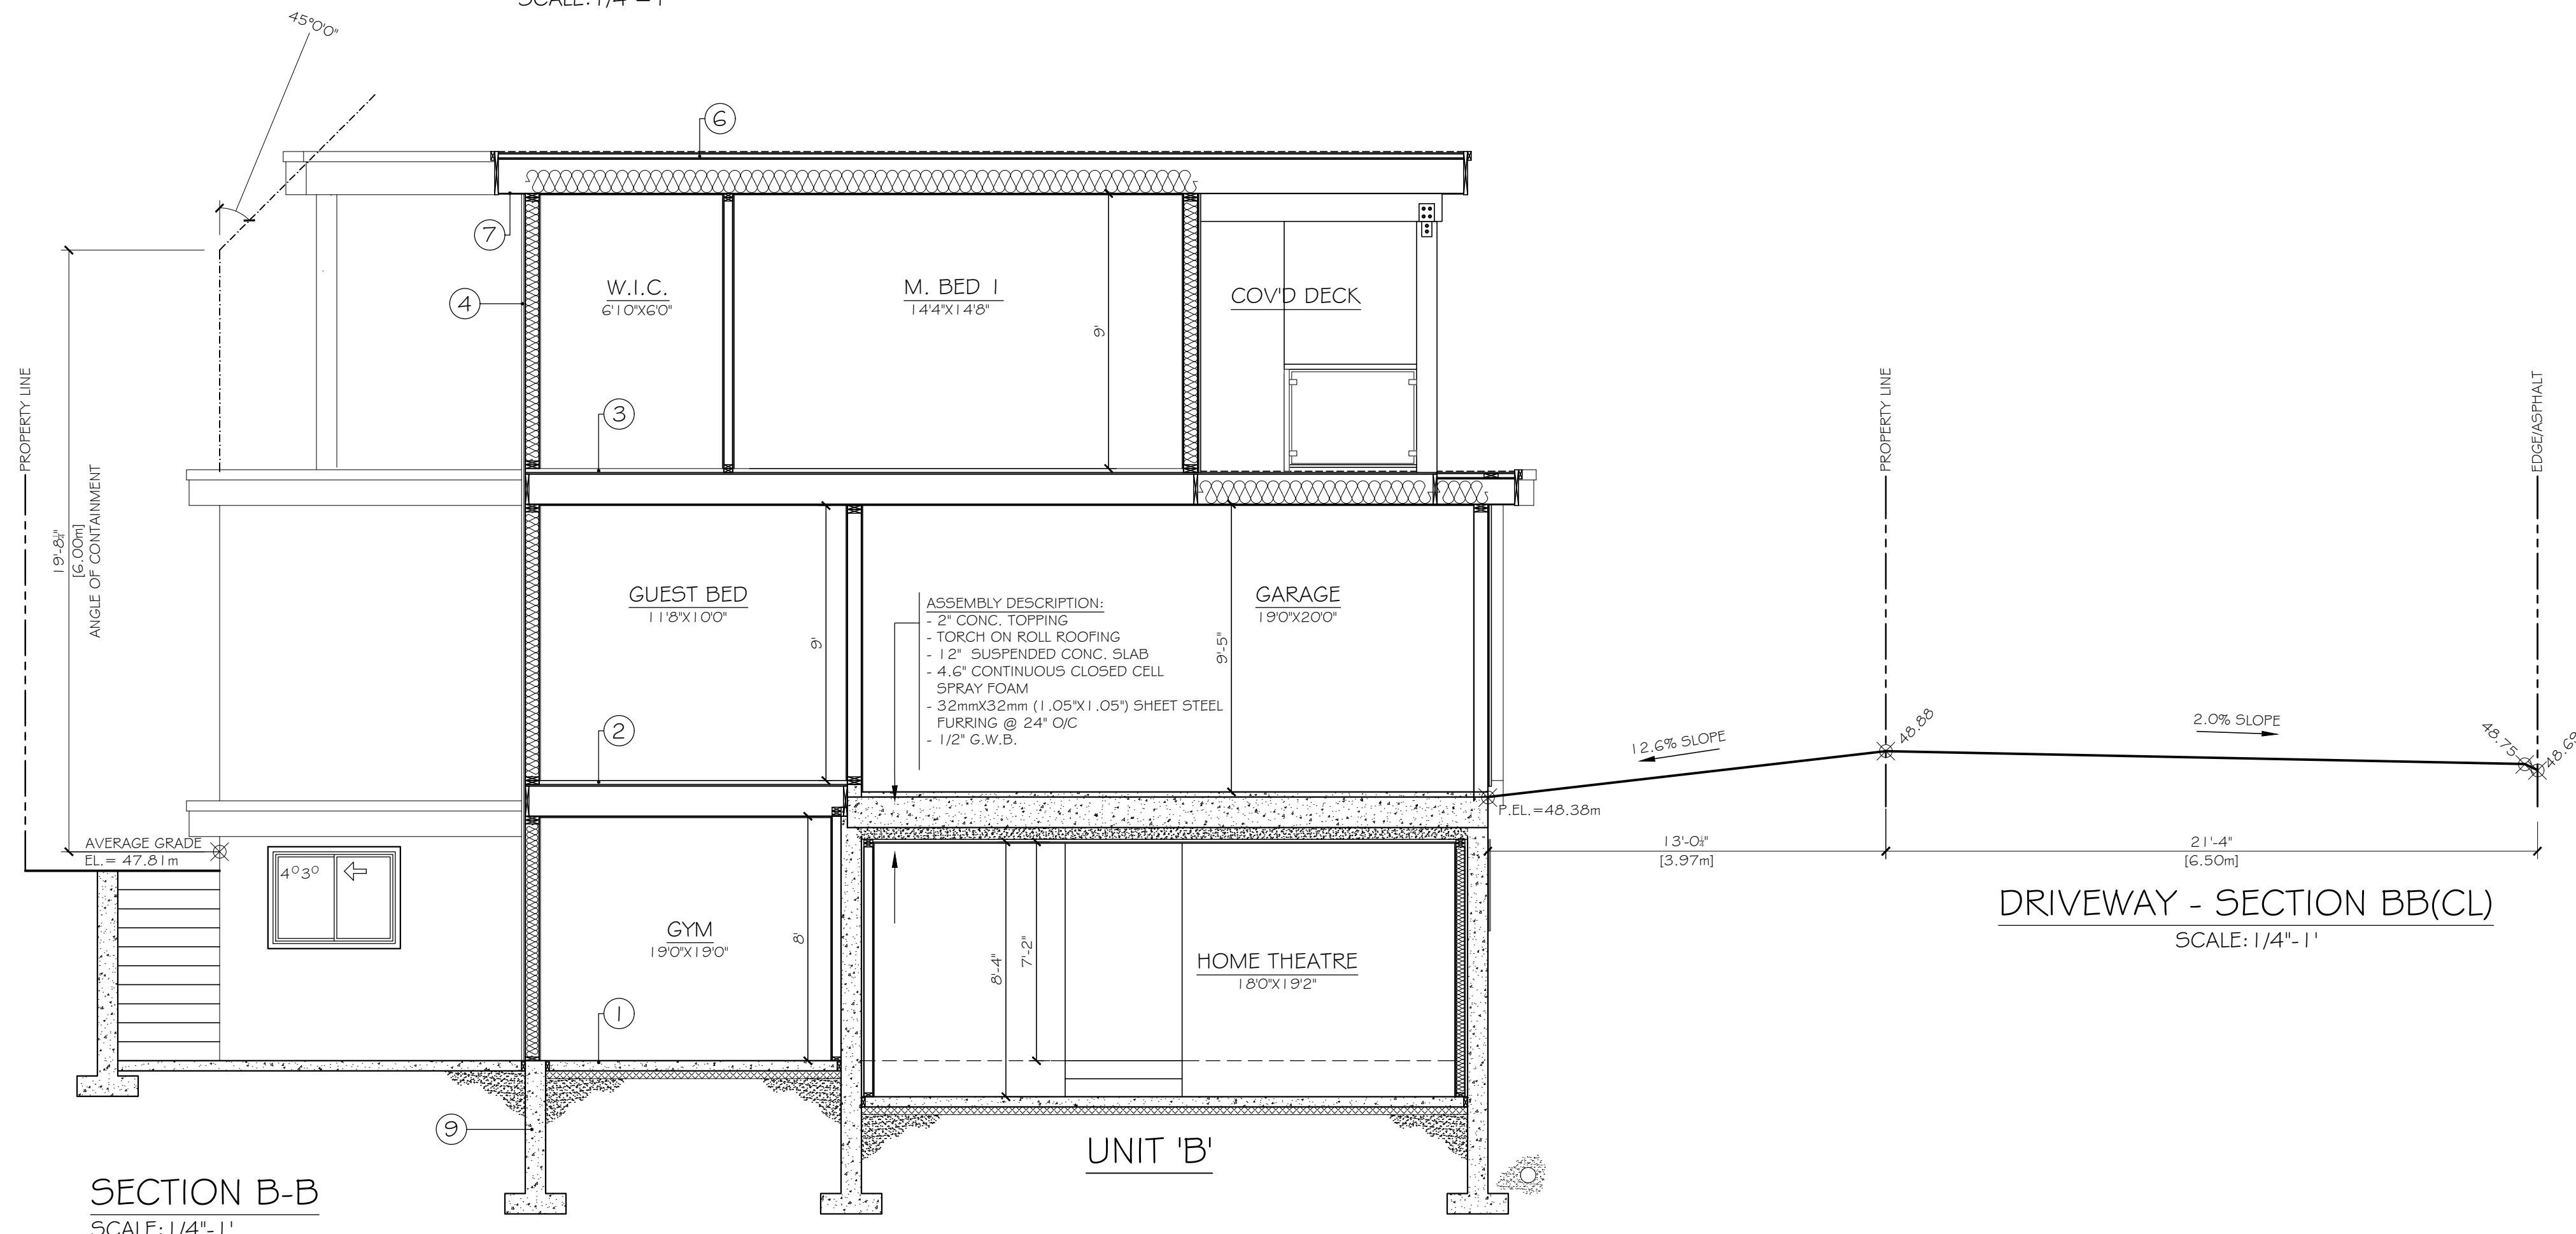 SCALE: 1/4"=1'
45°0'0"
6
7
4
W.I.C.
6'10"X6'0"
M. BED 1
14'4"X14'8"
9'
COV'D DECK
3
PROPERTY LINE
19'-8¼"
[6.00m]
ANGLE OF CONTAINMENT
PROPERTY LINE
EDGE/ASPHALT
GUEST BED
11'8"X10'0"
9'
ASSEMBLY DESCRIPTION:
- 2" CONC. TOPPING
- TORCH ON ROLL ROOFING
- 12" SUSPENDED CONC. SLAB
- 4.6" CONTINUOUS CLOSED CELL
SPRAY FOAM
- 32mmX32mm (1.05"X1.05") SHEET STEEL
FURRING @ 24" O/C
- 1/2" G.W.B.
9'-5"
GARAGE
19'0"X20'0"
2
12.6% SLOPE
48.88
2.0% SLOPE
48.75
48.69
P.EL.=48.38m
AVERAGE GRADE
EL.= 47.81m
4⁰3⁰
13'-0¼"
[3.97m]
21'-4"
[6.50m]
GYM
19'0"X19'0"
8'
8'-4"
7'-2"
HOME THEATRE
18'0"X19'2"
DRIVEWAY - SECTION BB(CL)
SCALE: 1/4"-1'
1
9
UNIT 'B'
SECTION B-B
SCALE: 1/4"-1'